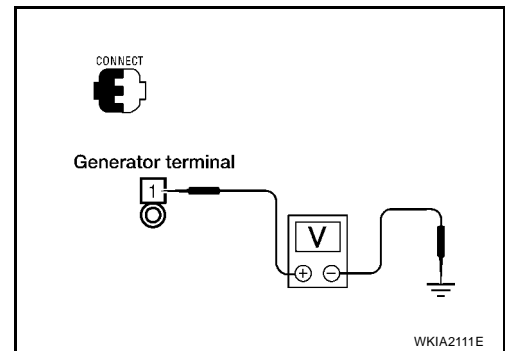 CONNECT
Generator terminal
1
V
+ −
WKIA2111E